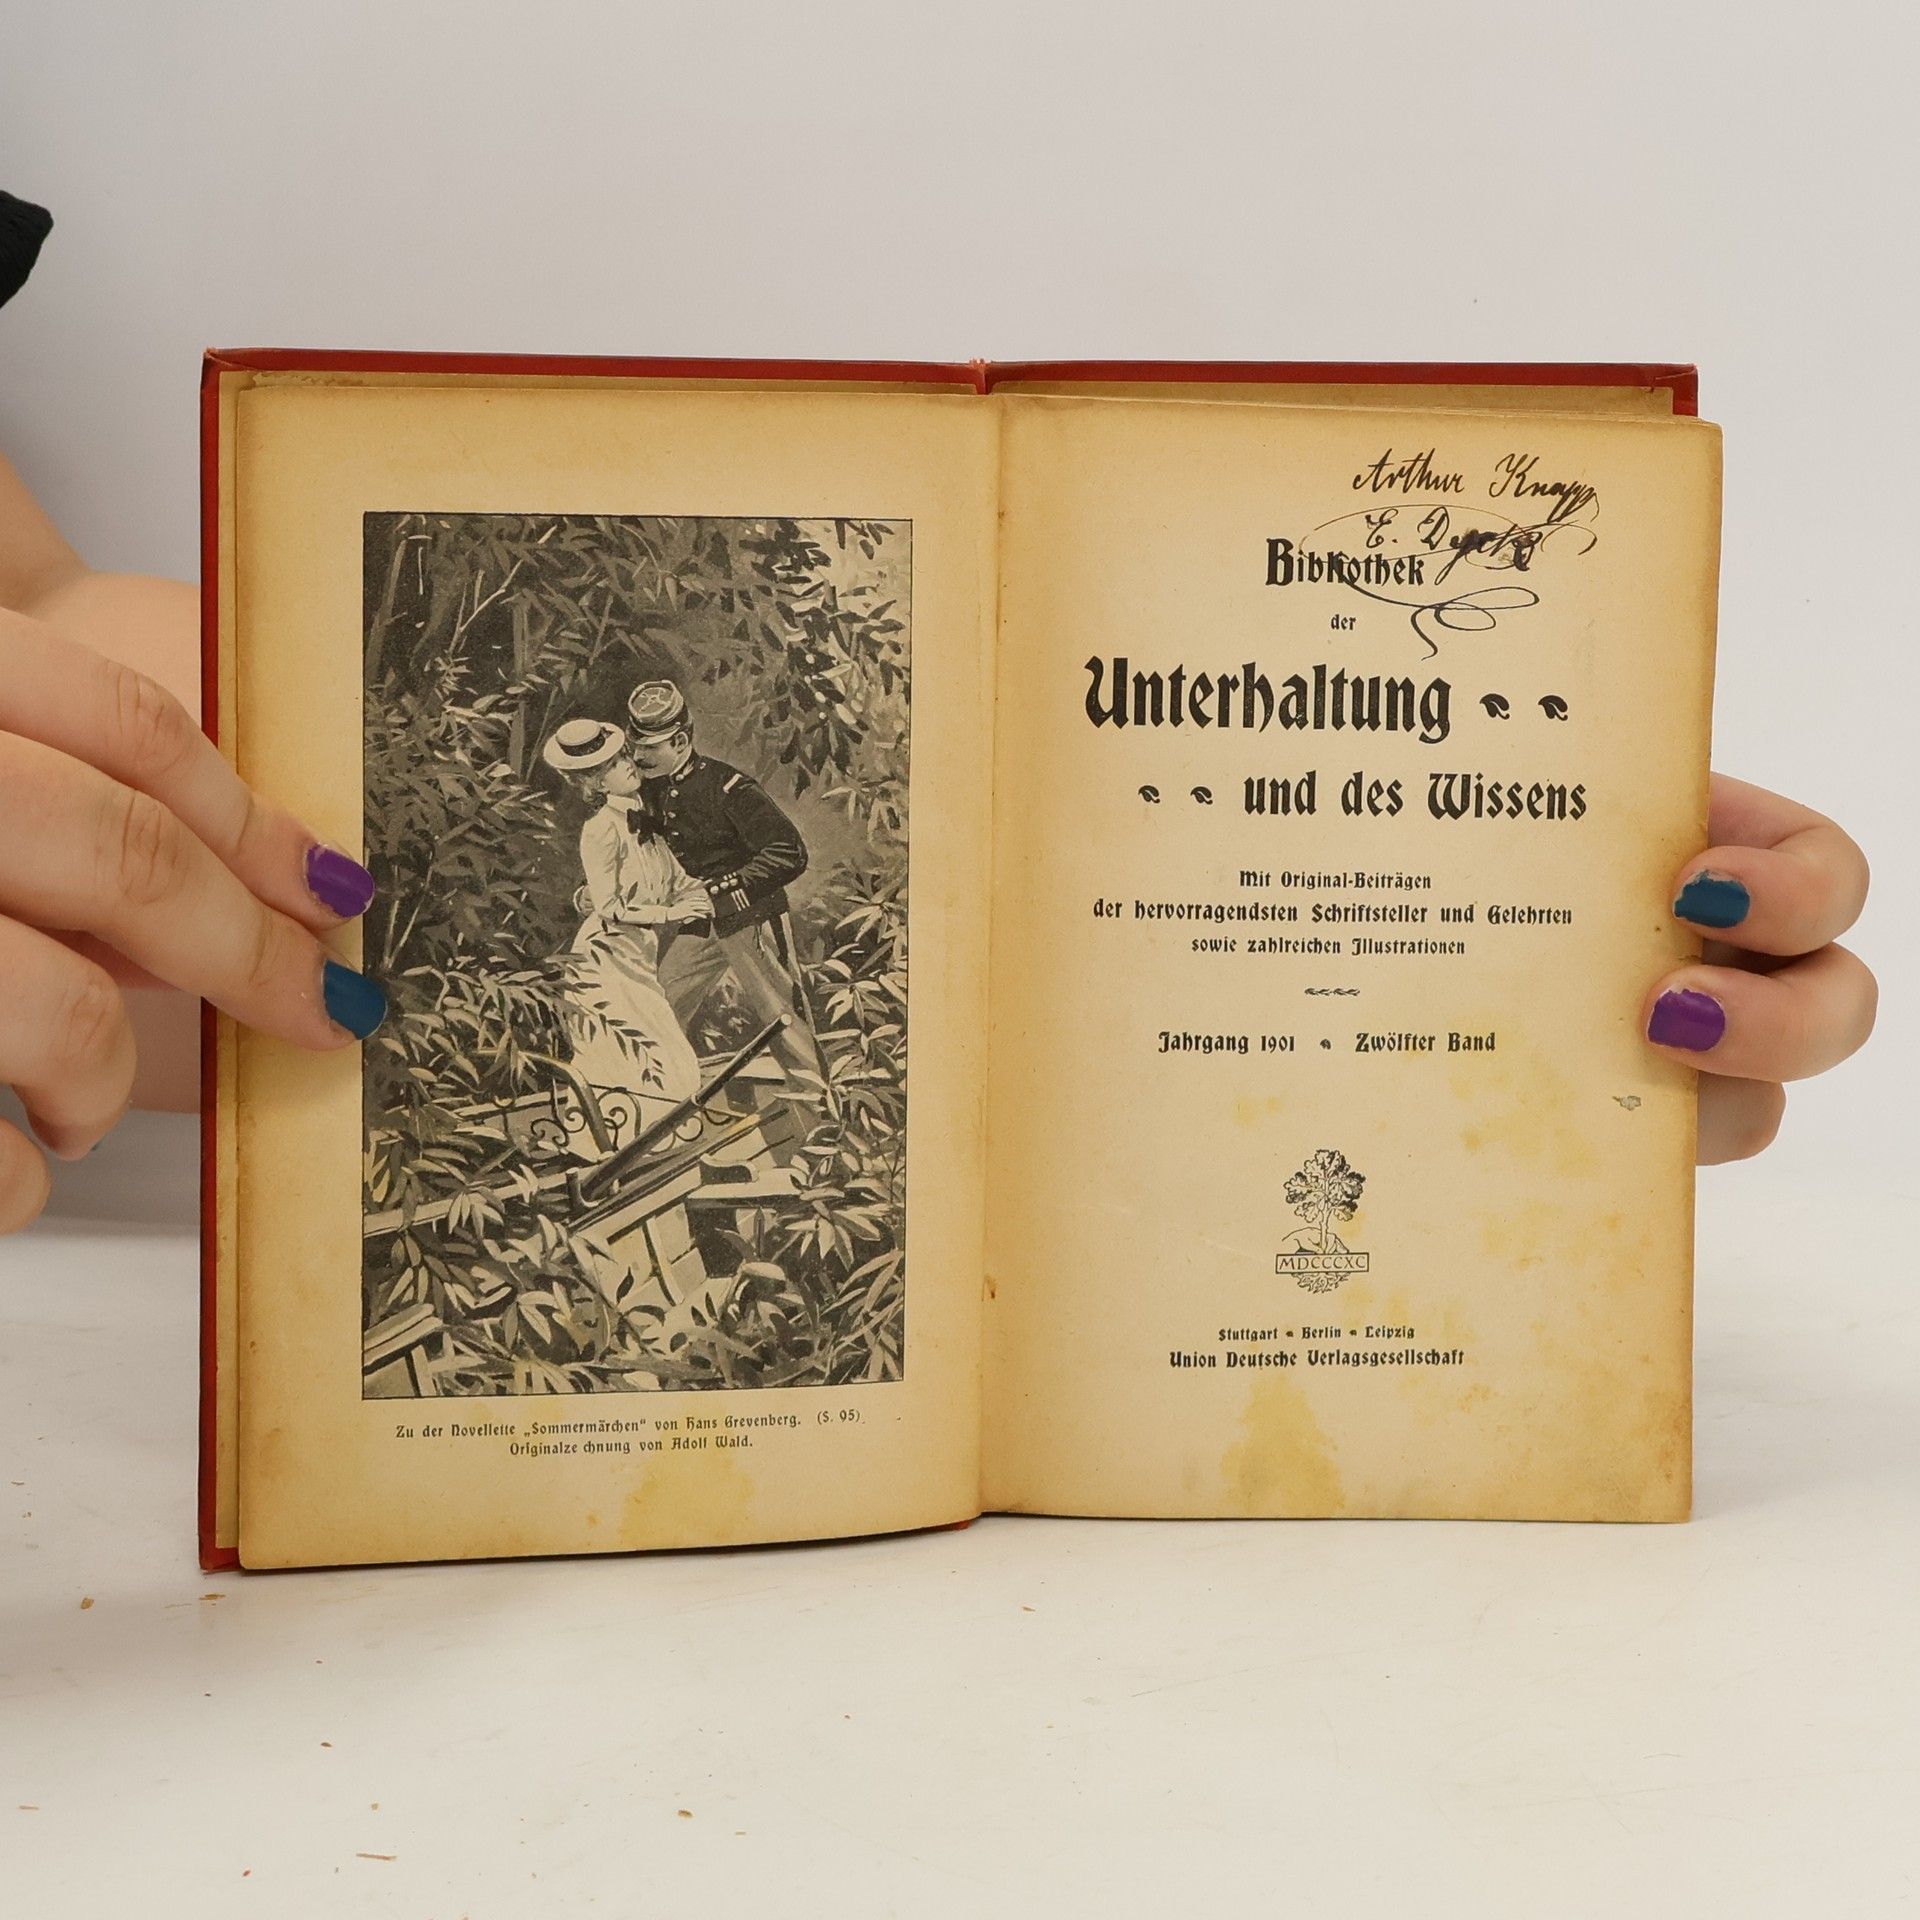 Zu der Novellette „Sommermärchen“ von Hans Grevenberg. (S. 95).
Originalze chnung von Adolf Wald.
Arthur Knapp
E. Dyck
Bibliothek
der
Unterhaltung
und des Wissens
Mit Original-Beiträgen
der hervorragendsten Schriftsteller und Gelehrten
sowie zahlreichen Illustrationen
Jahrgang 1901 Zwölfter Band
MDCCCXC
Stuttgart Berlin Leipzig
Union Deutsche Verlagsgesellschaft